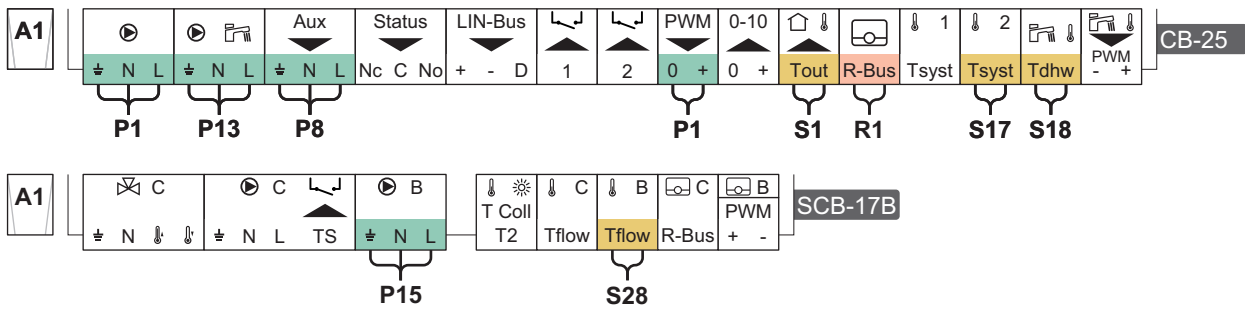 A1
Aux Status LIN-Bus PWM 0-10 1 2
CB-25
N L N L N L Nc C No + - D 1 2 0 + 0 + Tout R-Bus Tsyst Tsyst Tdhw PWM - +
P1 P13 P8 P1 S1 R1 S17 S18
A1
C C B C B C B
T Coll PWM
SCB-17B
N N L TS N L T2 Tflow Tflow R-Bus + -
P15 S28